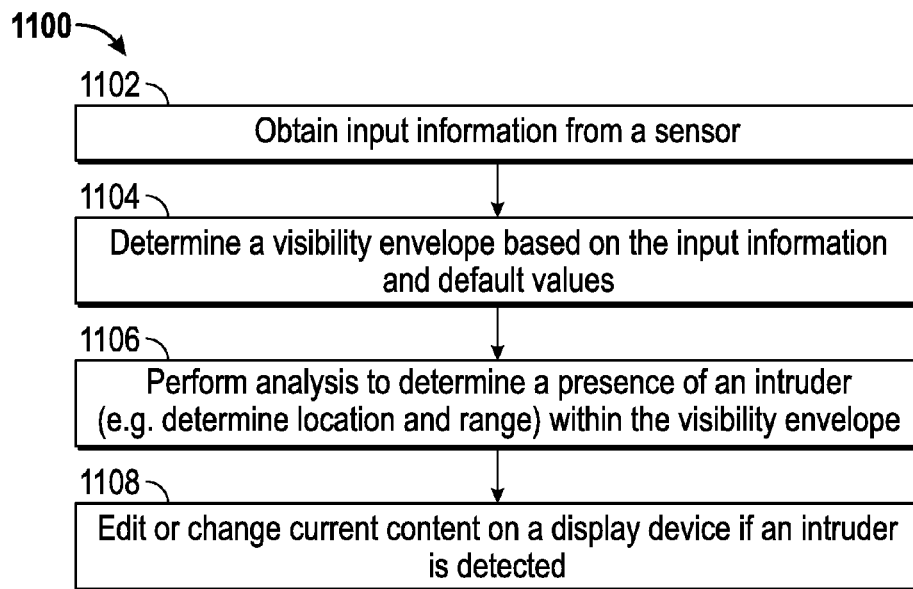 1100
1102
Obtain input information from a sensor
1104
Determine a visibility envelope based on the input information
and default values
1106
Perform analysis to determine a presence of an intruder
(e.g. determine location and range) within the visibility envelope
1108
Edit or change current content on a display device if an intruder
is detected